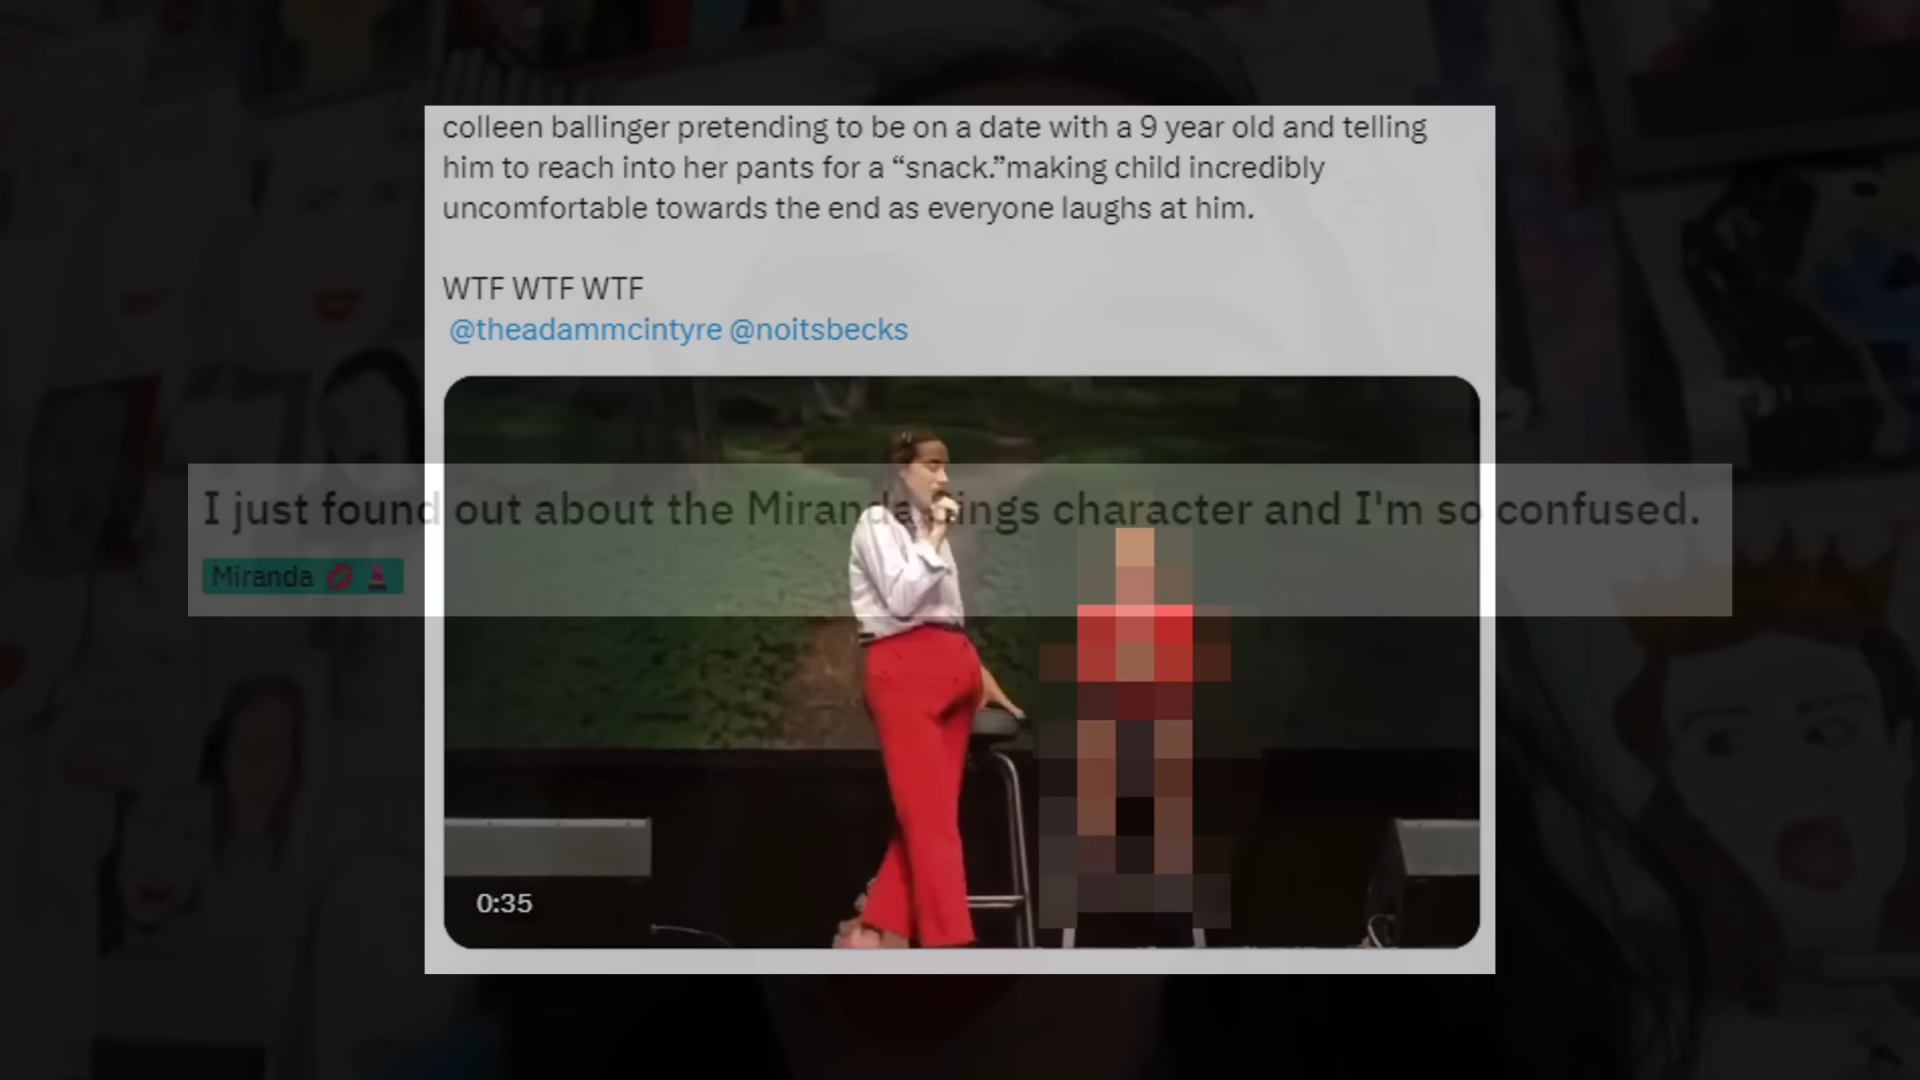 colleen ballinger pretending to be on a date with a 9 year old and telling
him to reach into her pants for a “snack.”making child incredibly
uncomfortable towards the end as everyone laughs at him.
WTF WTF WTF
@theadammcintyre @noitsbecks
I just found out about the Miranda Sings character and I'm so confused.
Miranda 💋 💄
0:35